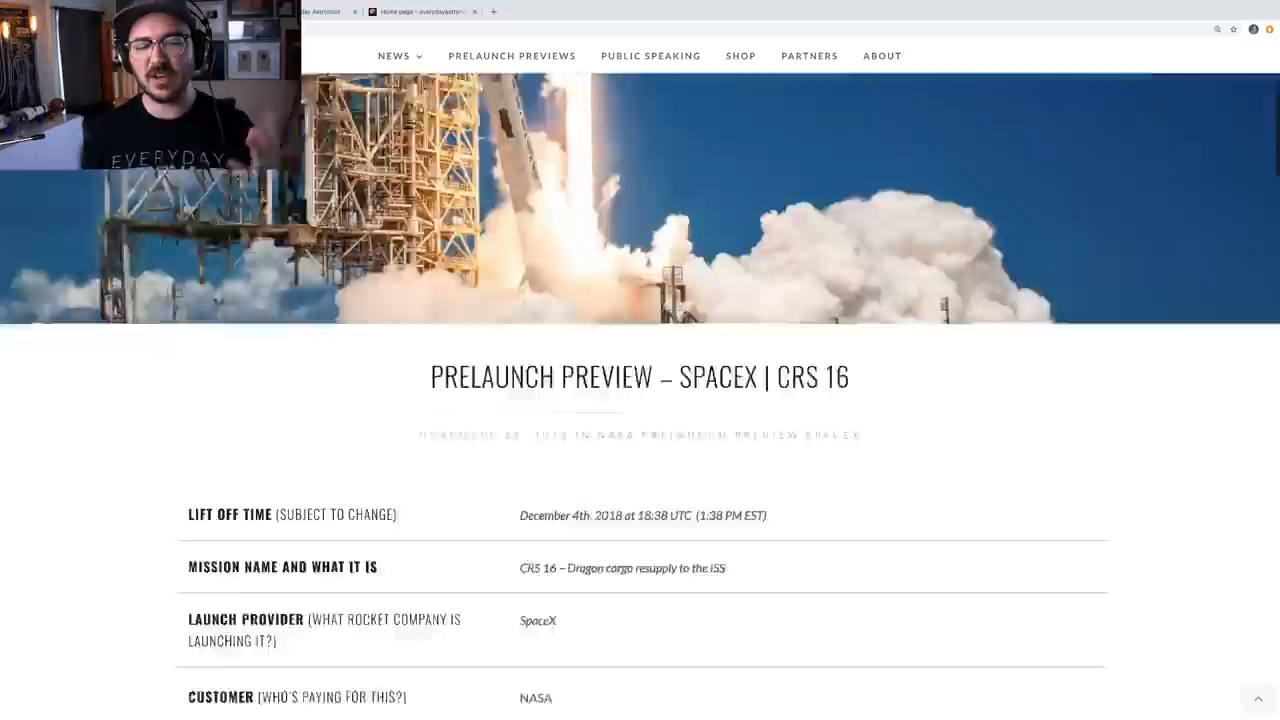 day Astronaut
Home page - everydayastro
NEWS
PRELAUNCH PREVIEWS
PUBLIC SPEAKING
SHOP
PARTNERS
ABOUT
EVERYDAY
PRELAUNCH PREVIEW – SPACEX | CRS 16
LIFT OFF TIME (SUBJECT TO CHANGE)
December 4th, 2018 at 18:38 UTC (1:38 PM EST)
MISSION NAME AND WHAT IT IS
CRS 16 – Dragon cargo resupply to the ISS
LAUNCH PROVIDER (WHAT ROCKET COMPANY IS
LAUNCHING IT?)
SpaceX
CUSTOMER (WHO'S PAYING FOR THIS?)
NASA